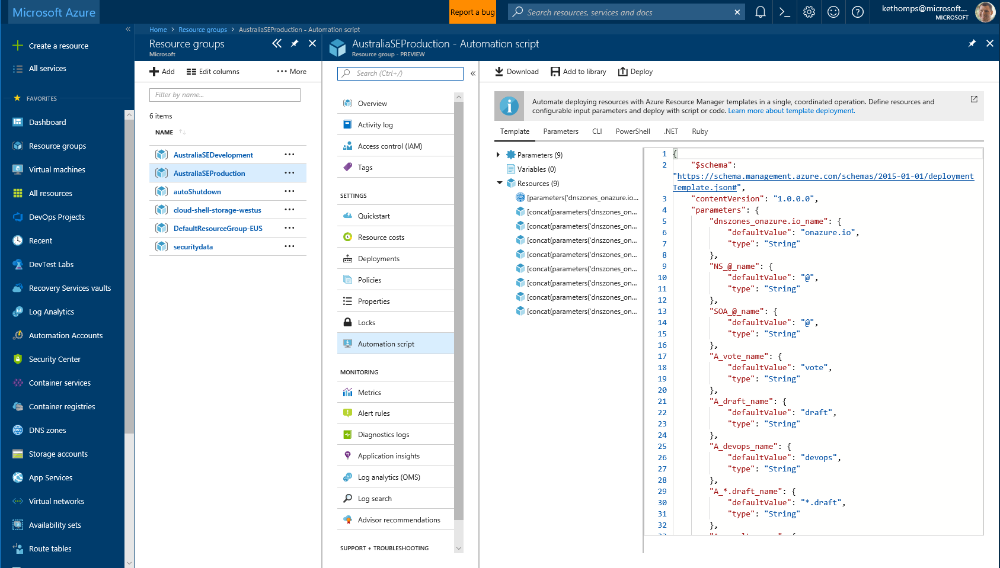 Microsoft Azure
Report a bug
Search resources, services and docs
kethomps@microsoft...
MICROSOFT
Create a resource
All services
FAVORITES
Dashboard
Resource groups
Virtual machines
All resources
DevOps Projects
Recent
DevTest Labs
Recovery Services vaults
Log Analytics
Automation Accounts
Security Center
Container services
Container registries
DNS zones
Storage accounts
App Services
Virtual networks
Availability sets
Route tables
Home > Resource groups > AustraliaSEProduction - Automation script
Resource groups
Microsoft
Add
Edit columns
More
Filter by name...
6 items
NAME
AustraliaSEDevelopment
AustraliaSEProduction
autoShutdown
cloud-shell-storage-westus
DefaultResourceGroup-EUS
securitydata
AustraliaSEProduction - Automation script
Resource group - PREVIEW
Search (Ctrl+/)
Overview
Activity log
Access control (IAM)
Tags
SETTINGS
Quickstart
Resource costs
Deployments
Policies
Properties
Locks
Automation script
MONITORING
Metrics
Alert rules
Diagnostics logs
Application insights
Log analytics (OMS)
Log search
Advisor recommendations
SUPPORT + TROUBLESHOOTING
Download
Add to library
Deploy
Automate deploying resources with Azure Resource Manager templates in a single, coordinated operation. Define resources and
configurable input parameters and deploy with script or code. Learn more about template deployment.
Template
Parameters
CLI
PowerShell
.NET
Ruby
Parameters (9)
Variables (0)
Resources (9)
[parameters('dnszones_onazure.io...
[concat(parameters('dnszones_on...
[concat(parameters('dnszones_on...
[concat(parameters('dnszones_on...
[concat(parameters('dnszones_on...
[concat(parameters('dnszones_on...
[concat(parameters('dnszones_on...
[concat(parameters('dnszones_on...
[concat(parameters('dnszones_on...
1 {
2 "$schema":
"https://schema.management.azure.com/schemas/2015-01-01/deployment
Template.json#",
3 "contentVersion": "1.0.0.0",
4 "parameters": {
5 "dnszones_onazure.io_name": {
6 "defaultValue": "onazure.io",
7 "type": "String"
8 },
9 "NS_@_name": {
10 "defaultValue": "@",
11 "type": "String"
12 },
13 "SOA_@_name": {
14 "defaultValue": "@",
15 "type": "String"
16 },
17 "A_vote_name": {
18 "defaultValue": "vote",
19 "type": "String"
20 },
21 "A_draft_name": {
22 "defaultValue": "draft",
23 "type": "String"
24 },
25 "A_devops_name": {
26 "defaultValue": "devops",
27 "type": "String"
28 },
29 "A_*.draft_name": {
30 "defaultValue": "*.draft",
31 "type": "String"
32 },